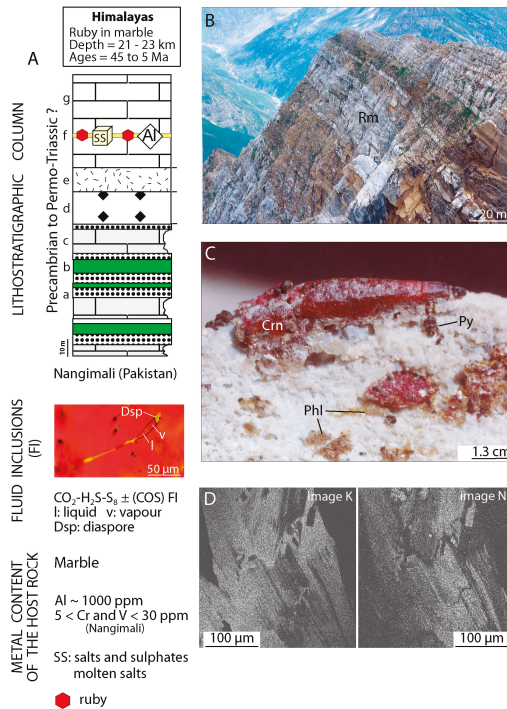 Himalayas
Ruby in marble
Depth = 21 - 23 km
Ages = 45 to 5 Ma
A
LITHOSTRATIGRAPHIC COLUMN
Precambrian to Permo-Triassic ?
g
f
SS
Al
e
d
c
b
a
10 m
Nangimali (Pakistan)
FLUID INCLUSIONS
(FI)
Dsp
v
l
50 µm
CO₂-H₂S-S₈ ± (COS) FI
l: liquid v: vapour
Dsp: diaspore
METAL CONTENT
OF THE HOST ROCK
Marble
Al ~ 1000 ppm
5 < Cr and V < 30 ppm
(Nangimali)
SS: salts and sulphates
molten salts
ruby
B
Rm
20 m
C
Crn
Py
Phl
1.3 cm
D
image K
100 µm
image N
100 µm